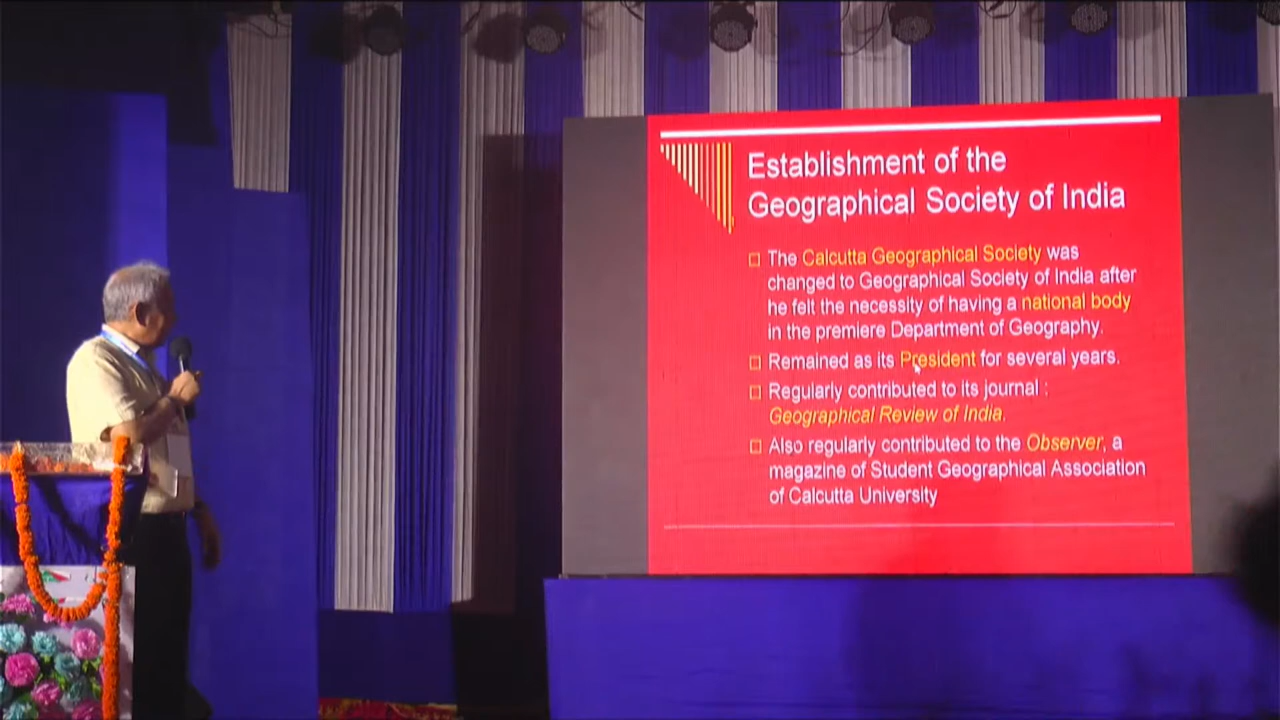 Establishment of the
Geographical Society of India
The Calcutta Geographical Society was
changed to Geographical Society of India after
he felt the necessity of having a national body
in the premiere Department of Geography.
Remained as its President for several years.
Regularly contributed to its journal :
Geographical Review of India.
Also regularly contributed to the Observer, a
magazine of Student Geographical Association
of Calcutta University